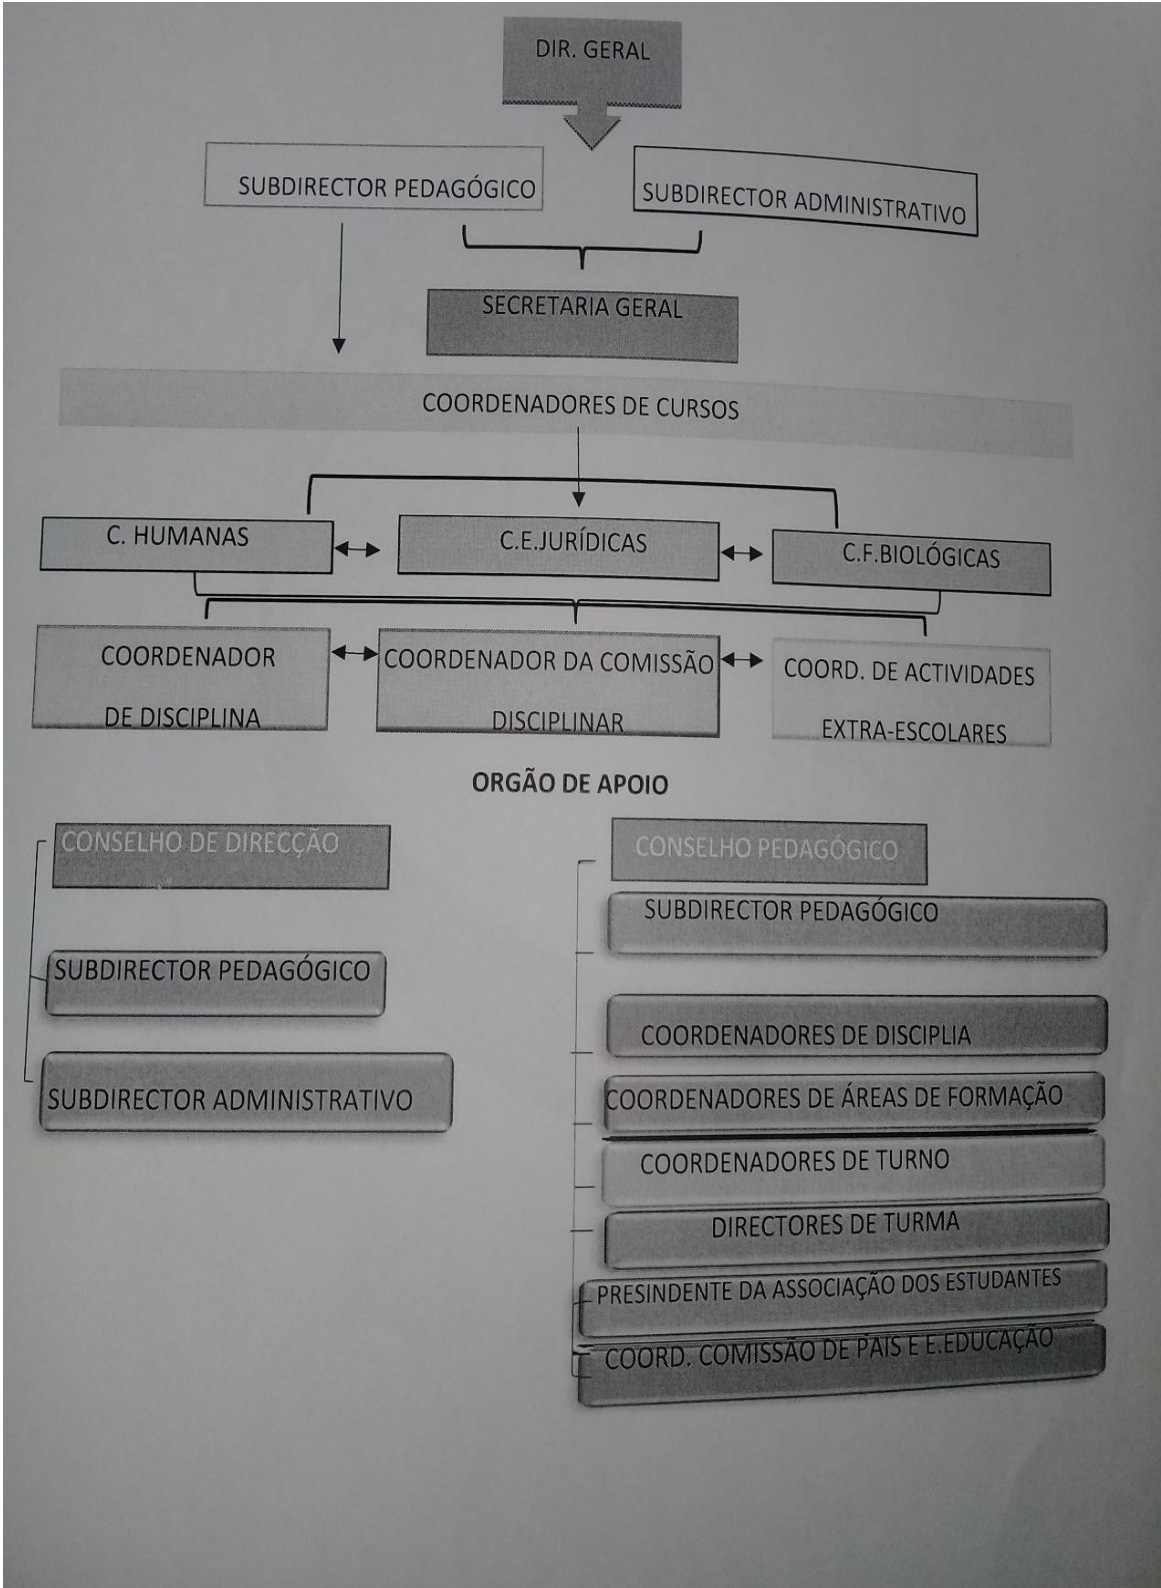 DIR. GERAL
SUBDIRECTOR PEDAGÓGICO
SUBDIRECTOR ADMINISTRATIVO
SECRETARIA GERAL
COORDENADORES DE CURSOS
C. HUMANAS
C.E.JURÍDICAS
C.F.BIOLÓGICAS
COORDENADOR
DE DISCIPLINA
COORDENADOR DA COMISSÃO
DISCIPLINAR
COORD. DE ACTIVIDADES
EXTRA-ESCOLARES
ORGÃO DE APOIO
CONSELHO DE DIRECÇÃO
SUBDIRECTOR PEDAGÓGICO
SUBDIRECTOR ADMINISTRATIVO
CONSELHO PEDAGÓGICO
SUBDIRECTOR PEDAGÓGICO
COORDENADORES DE DISCIPLIA
COORDENADORES DE ÁREAS DE FORMAÇÃO
COORDENADORES DE TURNO
DIRECTORES DE TURMA
PRESINDENTE DA ASSOCIAÇÃO DOS ESTUDANTES
COORD. COMISSÃO DE PAIS E E.EDUCAÇÃO